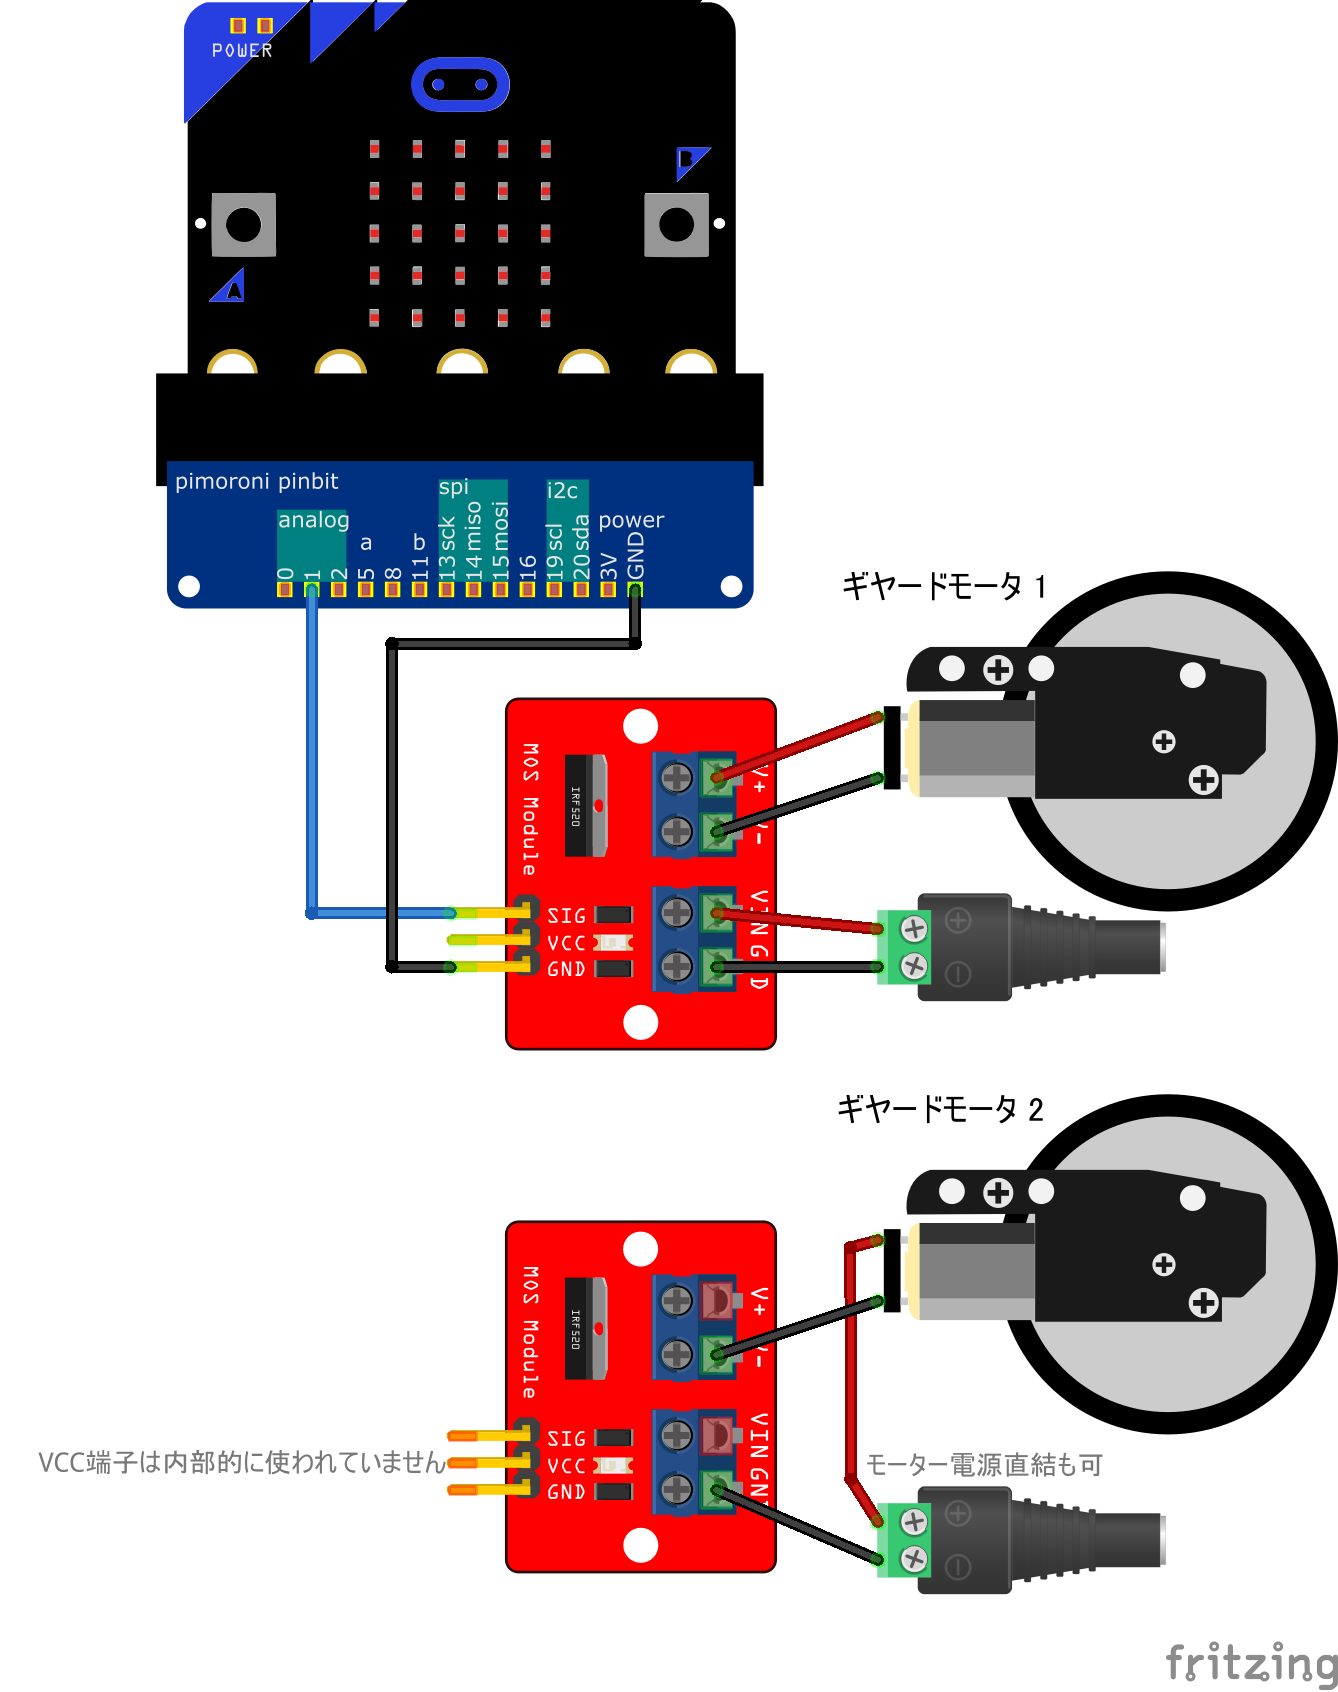 POWER
B
A
pimoroni pinbit
analog
spi
i2c
power
a
b
0
1
2
5
8
11
13 sck
14 miso
15 mosi
16
19 scl
20 sda
3V
GND
ギヤードモータ 1
MOS Module
IRF520
V+
V-
SIG
VCC
GND
VIN
G D
ギヤードモータ 2
MOS Module
IRF520
V+
V-
SIG
VCC
GND
VIN
GN
VCC端子は内部的に使われていません
モーター電源直結も可
fritzing